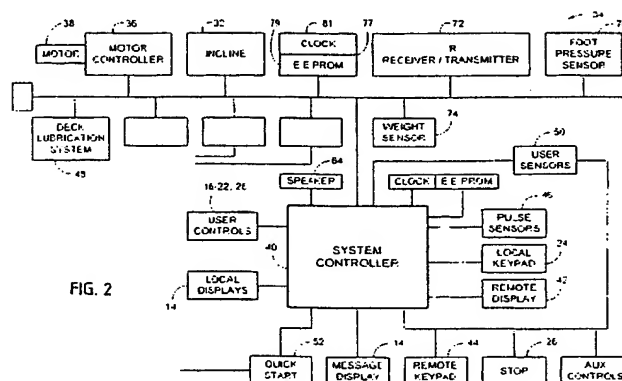 38
36
32
79
81
77
72
34
7
MOTOR
MOTOR
CONTROLLER
INCLINE
CLOCK
E E PROM
R
RECEIVER / TRANSMITTER
FOOT
PRESSURE
SENSOR
DECK
LUBRICATION
SYSTEM
48
WEIGHT
SENSOR
74
50
USER
SENSORS
64
SPEAKER
CLOCK
E E PROM
16-22, 26
USER
CONTROLS
46
PULSE
SENSORS
40
SYSTEM
CONTROLLER
24
LOCAL
KEYPAD
LOCAL
DISPLAYS
14
42
REMOTE
DISPLAY
FIG. 2
52
14
44
26
QUICK
START
MESSAGE
DISPLAY
REMOTE
KEYPAD
STOP
AUX
CONTROLS